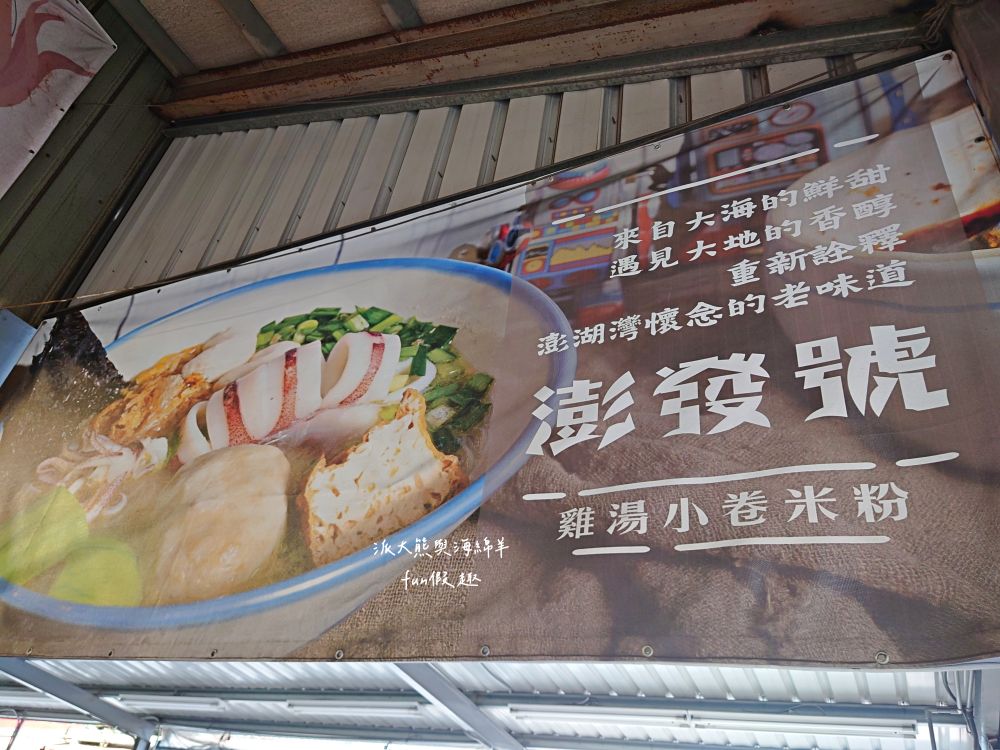 來自大海的鮮甜
遇見大地的香醇
重新詮釋
澎湖灣懷念的老味道
澎發號
雞湯小卷米粉
派大熊與海綿羊
fun假趣